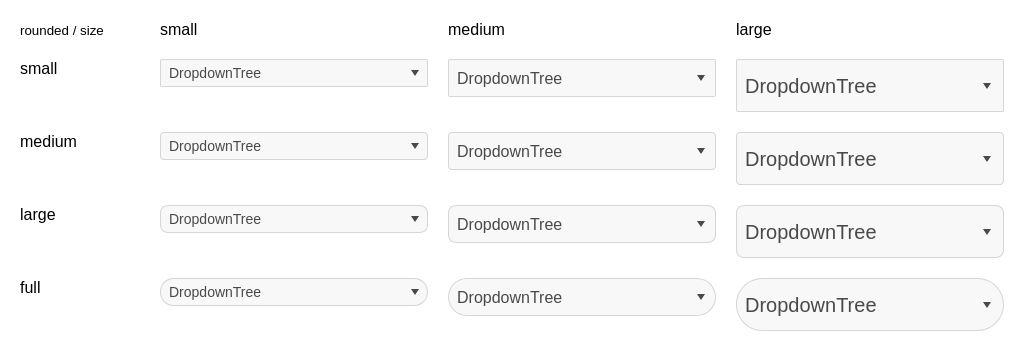 rounded / size small medium large
small DropdownTree DropdownTree DropdownTree
medium DropdownTree DropdownTree DropdownTree
large DropdownTree DropdownTree DropdownTree
full DropdownTree DropdownTree DropdownTree